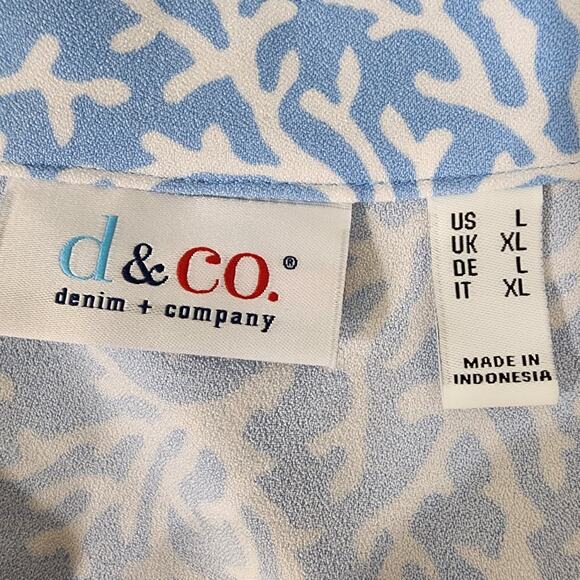 d&co.®
denim + company
US L
UK XL
DE L
IT XL
MADE IN
INDONESIA